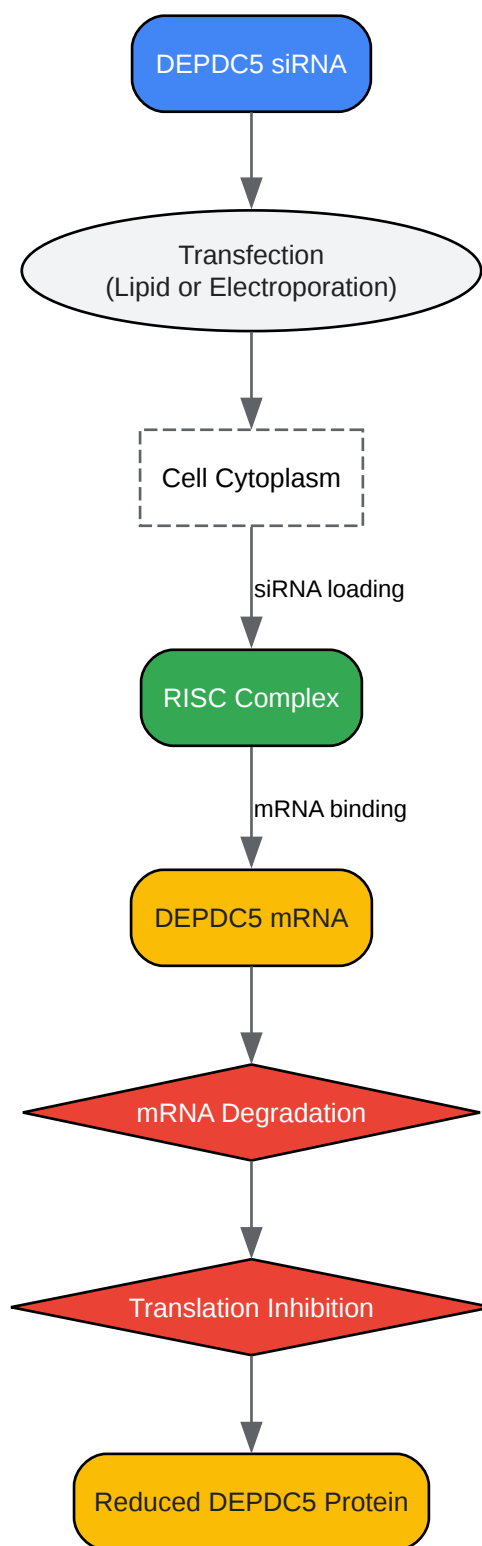 DEPDC5 siRNA
Transfection
(Lipid or Electroporation)
Cell Cytoplasm
siRNA loading
RISC Complex
mRNA binding
DEPDC5 mRNA
mRNA Degradation
Translation Inhibition
Reduced DEPDC5 Protein